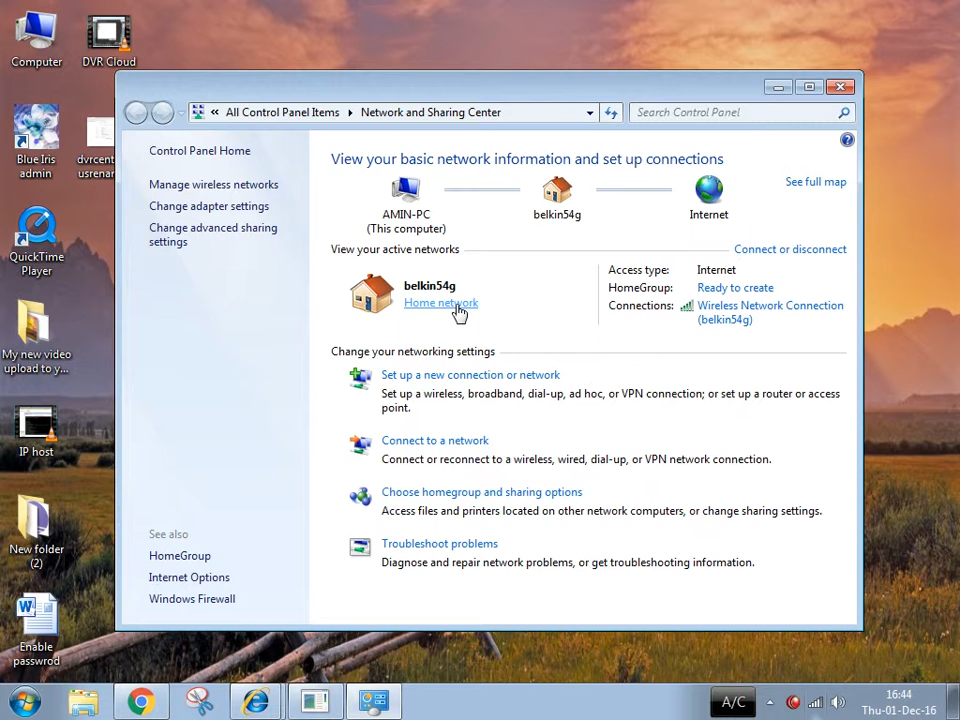 Computer
DVR Cloud
Blue Iris
admin
dvrcent
usrenar
QuickTime
Player
My new video
upload to y...
IP host
New folder
(2)
Enable
passwrod
All Control Panel Items
Network and Sharing Center
Search Control Panel
Control Panel Home
Manage wireless networks
Change adapter settings
Change advanced sharing
settings
See also
HomeGroup
Internet Options
Windows Firewall
View your basic network information and set up connections
See full map
AMIN-PC
(This computer)
belkin54g
Internet
View your active networks
Connect or disconnect
belkin54g
Home network
Access type: Internet
HomeGroup: Ready to create
Connections: Wireless Network Connection
(belkin54g)
Change your networking settings
Set up a new connection or network
Set up a wireless, broadband, dial-up, ad hoc, or VPN connection; or set up a router or access
point.
Connect to a network
Connect or reconnect to a wireless, wired, dial-up, or VPN network connection.
Choose homegroup and sharing options
Access files and printers located on other network computers, or change sharing settings.
Troubleshoot problems
Diagnose and repair network problems, or get troubleshooting information.
A/C
16:44
Thu-01-Dec-16